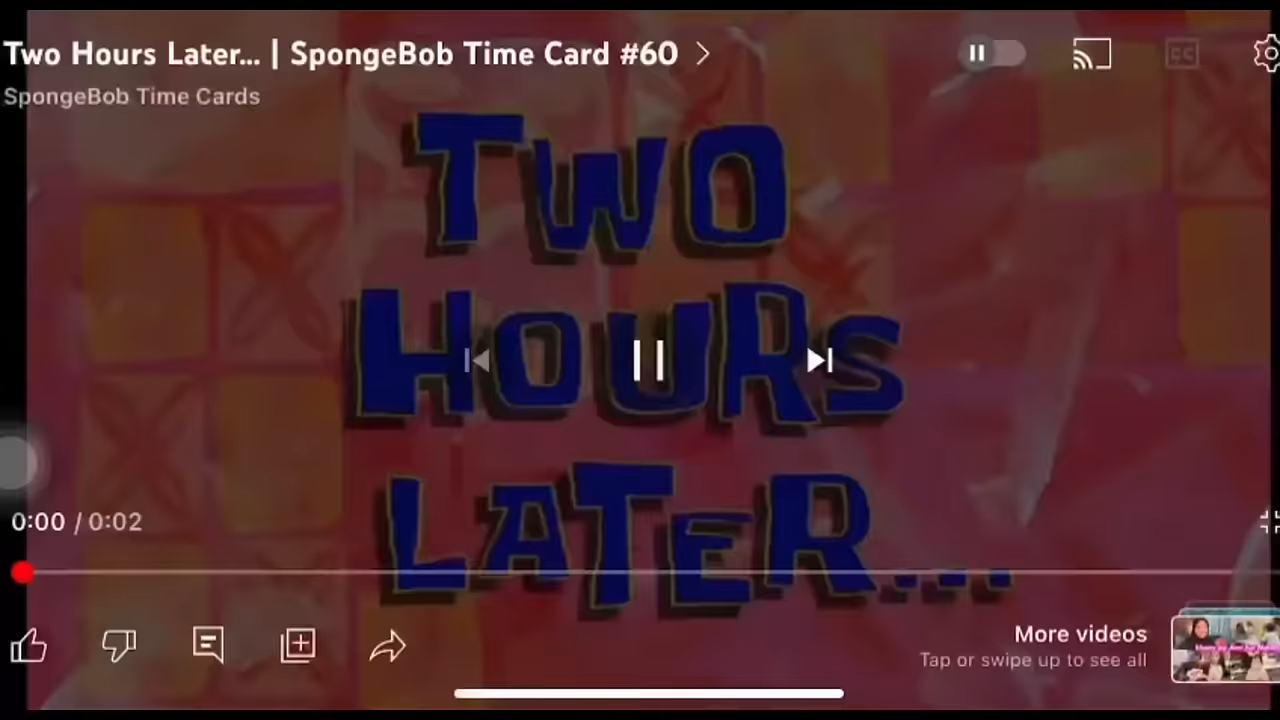 Two Hours Later... | SpongeBob Time Card #60
SpongeBob Time Cards
CC
TWO
HOURS
LATER...
0:00 / 0:02
More videos
Tap or swipe up to see all